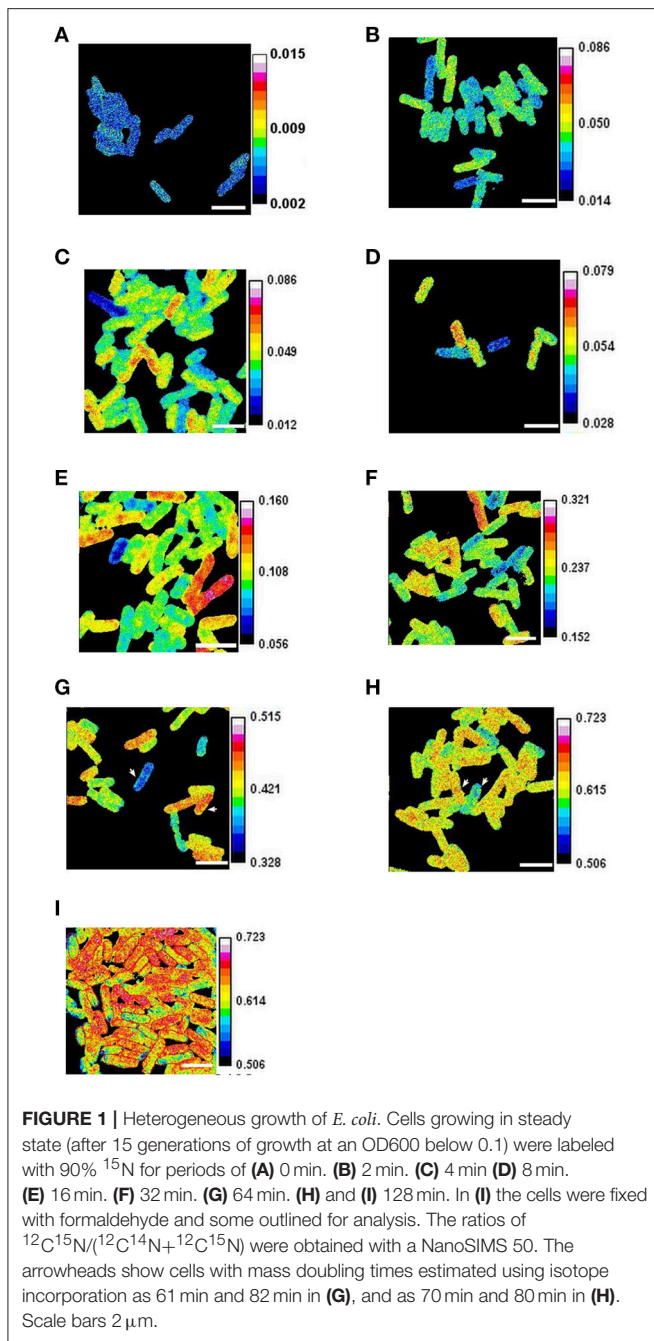 A
B
0.015
0.009
0.002
0.086
0.050
0.014
C
D
0.086
0.049
0.012
0.079
0.054
0.028
E
F
0.160
0.108
0.056
0.321
0.237
0.152
G
H
0.515
0.421
0.328
0.723
0.615
0.506
I
0.723
0.614
0.506
FIGURE 1 | Heterogeneous growth of E. coli. Cells growing in steady
state (after 15 generations of growth at an OD600 below 0.1) were labeled
with 90% ¹⁵N for periods of (A) 0 min. (B) 2 min. (C) 4 min (D) 8 min.
(E) 16 min. (F) 32 min. (G) 64 min. (H) and (I) 128 min. In (I) the cells were fixed
with formaldehyde and some outlined for analysis. The ratios of
¹²C¹⁵N/(¹²C¹⁴N+¹²C¹⁵N) were obtained with a NanoSIMS 50. The
arrowheads show cells with mass doubling times estimated using isotope
incorporation as 61 min and 82 min in (G), and as 70 min and 80 min in (H).
Scale bars 2 μm.